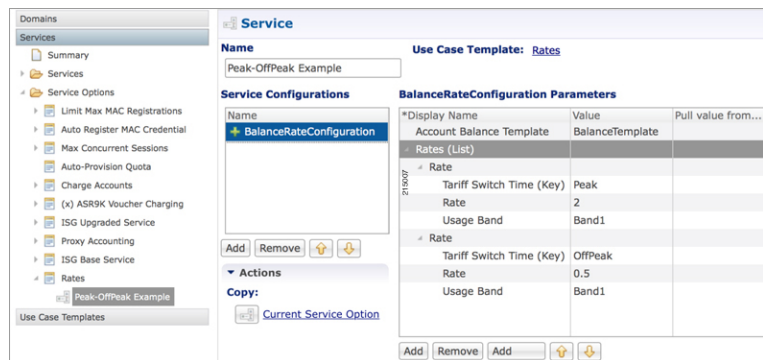 Domains
Services
Summary
Services
Service Options
Limit Max MAC Registrations
Auto Register MAC Credential
Max Concurrent Sessions
Auto-Provision Quota
Charge Accounts
(x) ASR9K Voucher Charging
ISG Upgraded Service
Proxy Accounting
ISG Base Service
Rates
Peak-OffPeak Example
Use Case Templates
Service
Name
Use Case Template: Rates
Peak-OffPeak Example
Service Configurations
Name
BalanceRateConfiguration
Add Remove
Actions
Copy:
Current Service Option
BalanceRateConfiguration Parameters
*Display Name Value Pull value from...
Account Balance Template BalanceTemplate
Rates (List)
Rate
Tariff Switch Time (Key) Peak
Rate 2
Usage Band Band1
Rate
Tariff Switch Time (Key) OffPeak
Rate 0.5
Usage Band Band1
Add Remove Add
215007